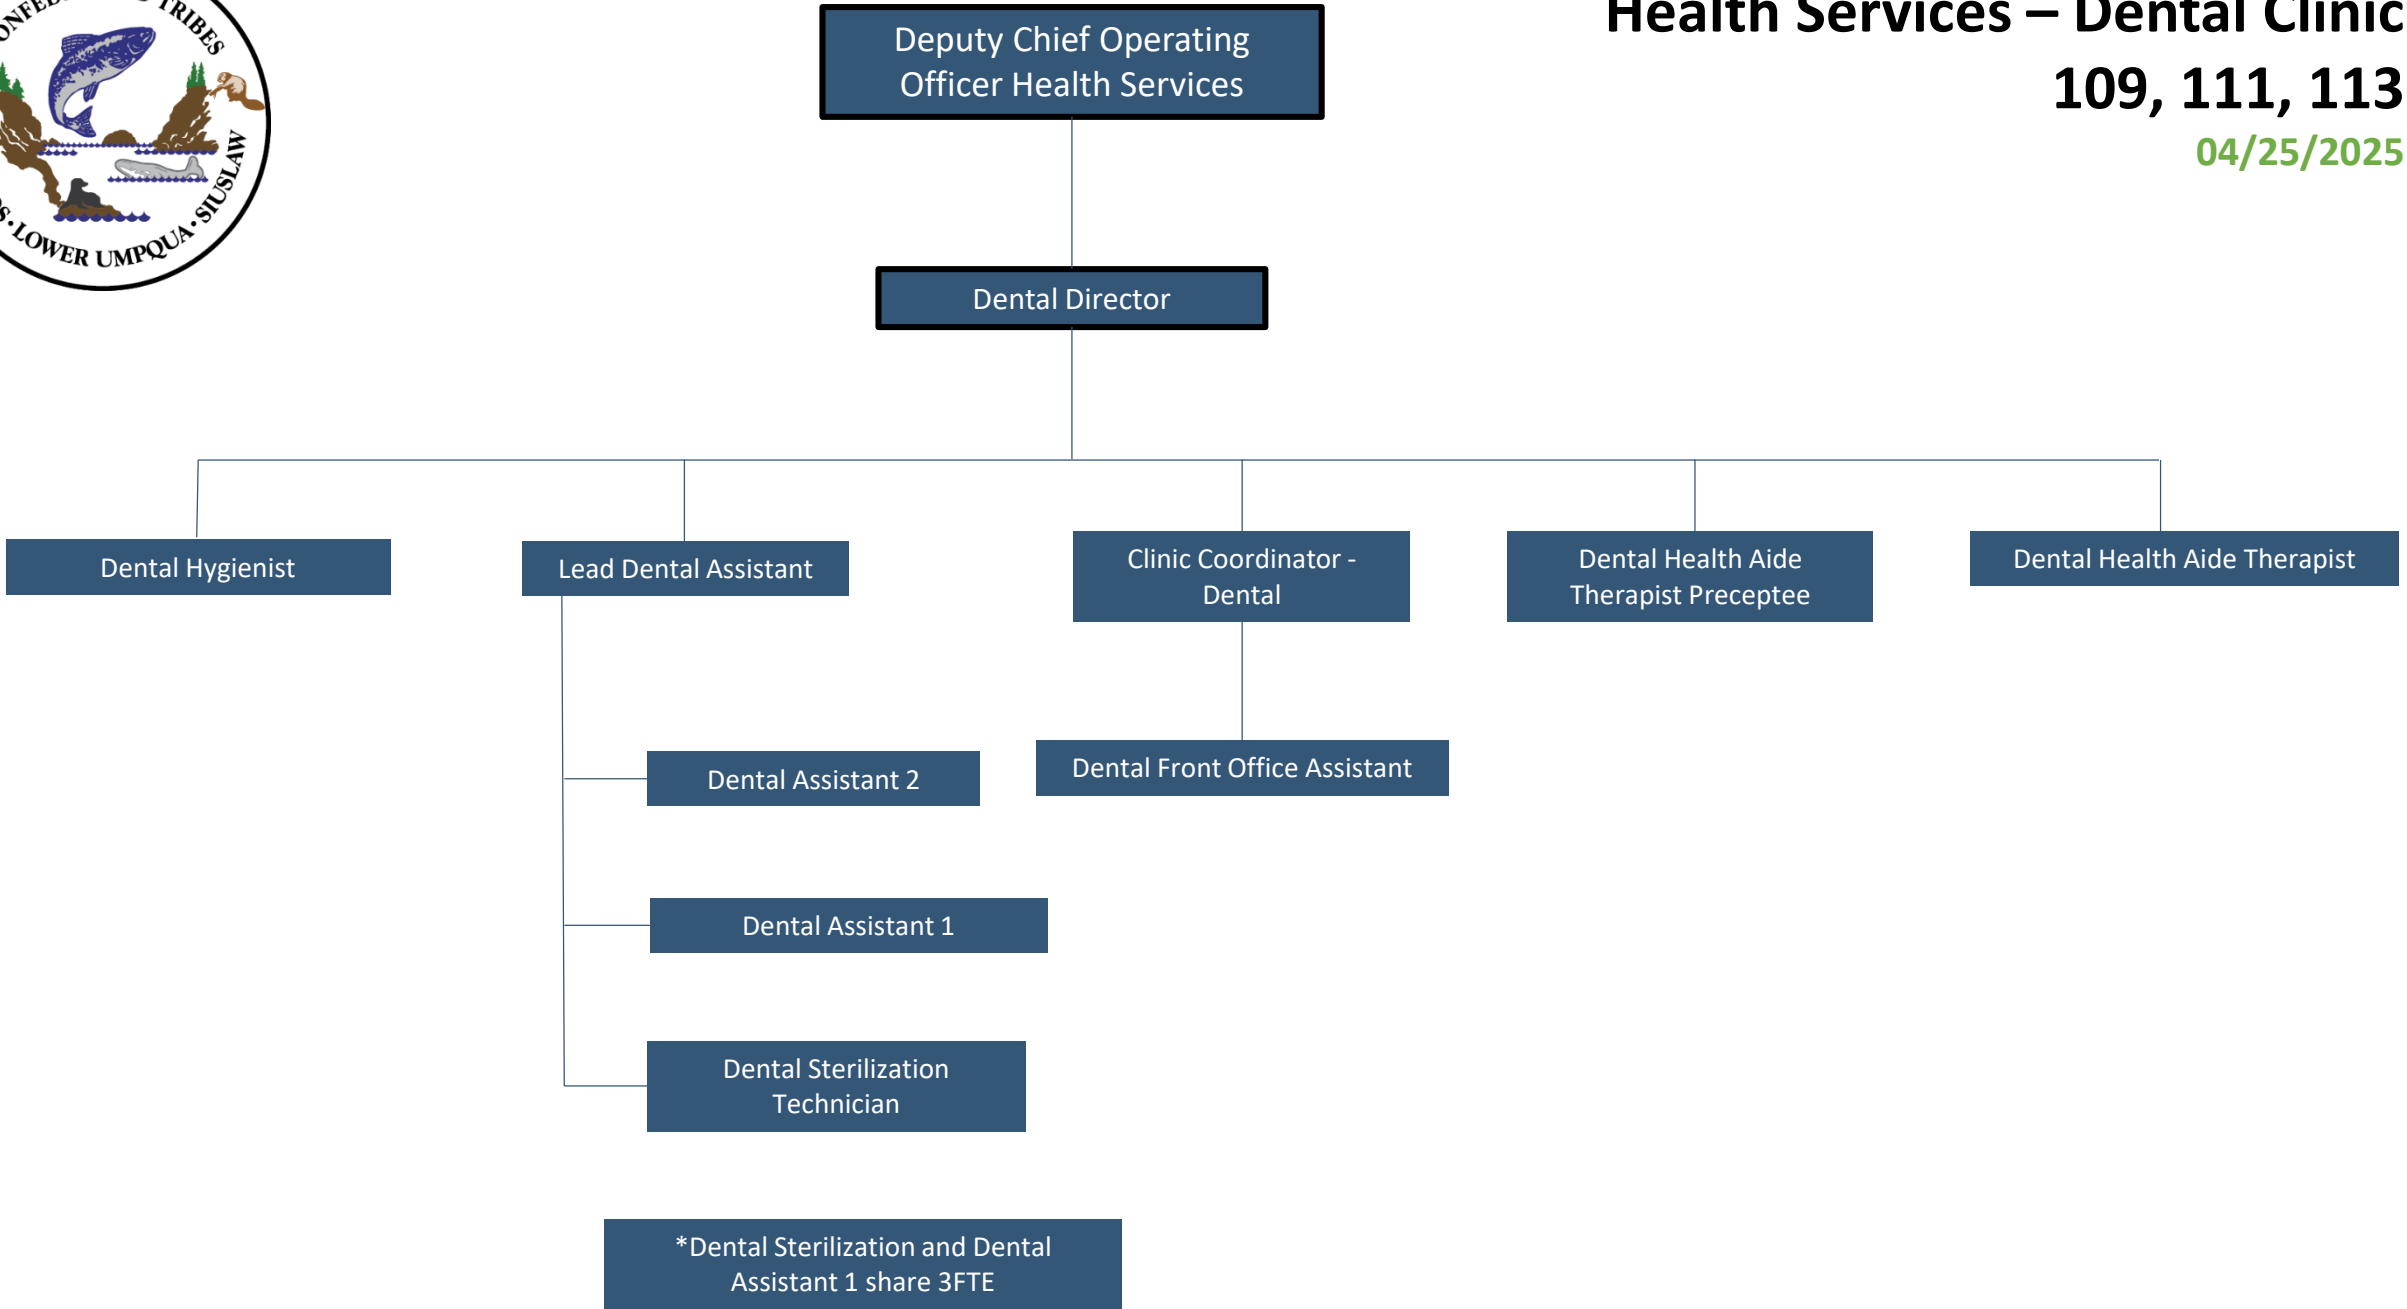 TRIBES
LOWER UMPQUA · SIUSLAW
Health Services – Dental Clinic
109, 111, 113
04/25/2025
Deputy Chief Operating
Officer Health Services
Dental Director
Dental Hygienist
Lead Dental Assistant
Clinic Coordinator -
Dental
Dental Health Aide
Therapist Preceptee
Dental Health Aide Therapist
Dental Assistant 2
Dental Front Office Assistant
Dental Assistant 1
Dental Sterilization
Technician
*Dental Sterilization and Dental
Assistant 1 share 3FTE